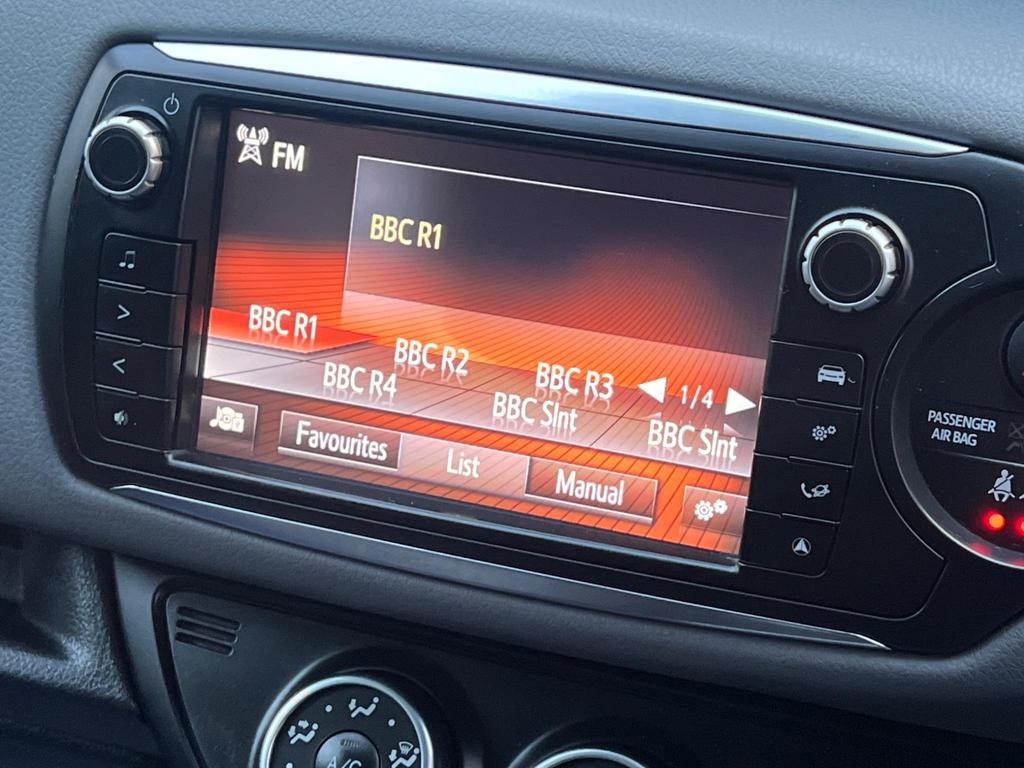 FM
BBC R1
BBC R1
BBC R2
BBC R3
1/4
BBC R4
BBC Slnt
BBC Slnt
Favourites
List
Manual
PASSENGER
AIR BAG
A/C